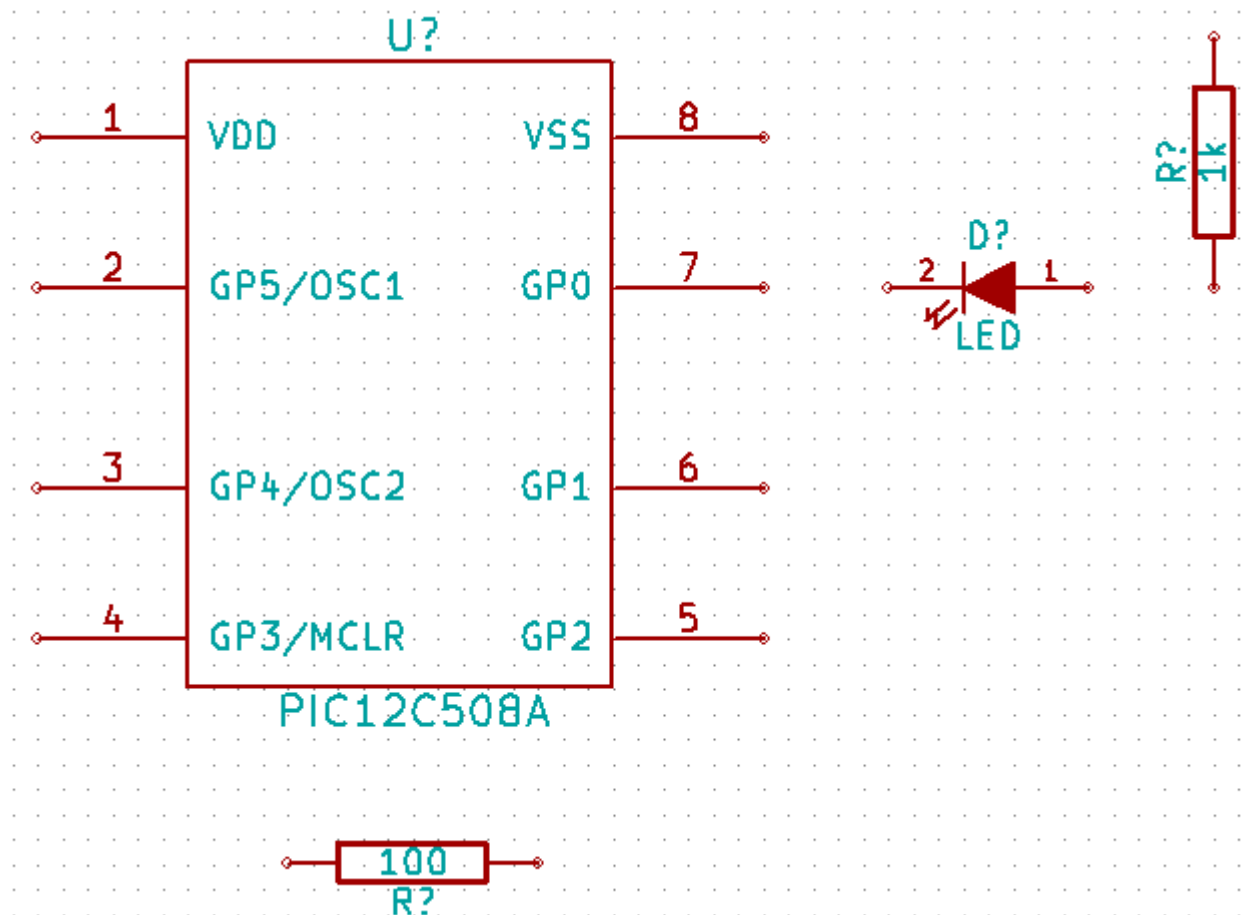 U?
1 VDD VSS 8
2 GP5/OSC1 GP0 7
3 GP4/OSC2 GP1 6
4 GP3/MCLR GP2 5
PIC12C508A
D?
2 1
LED
R?
1k
100
R?